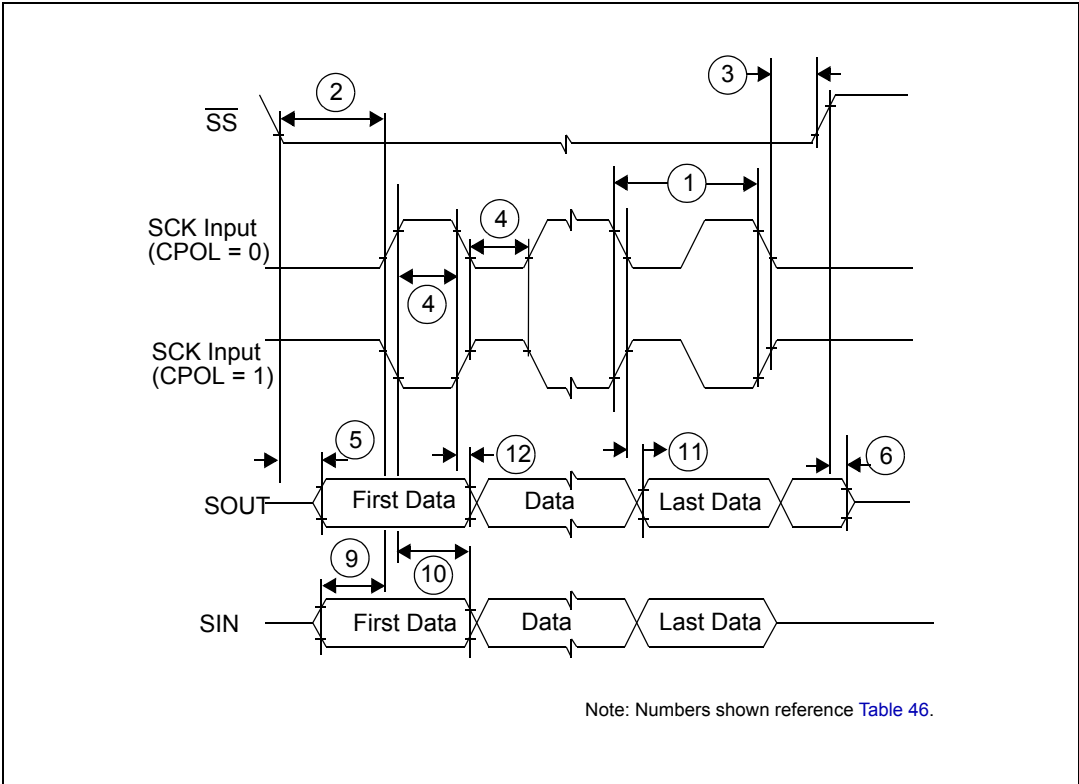 3
2
SS
1
4
SCK Input
(CPOL = 0)
4
SCK Input
(CPOL = 1)
5
12
11
6
SOUT
First Data
Data
Last Data
9
10
SIN
First Data
Data
Last Data
Note: Numbers shown reference Table 46.